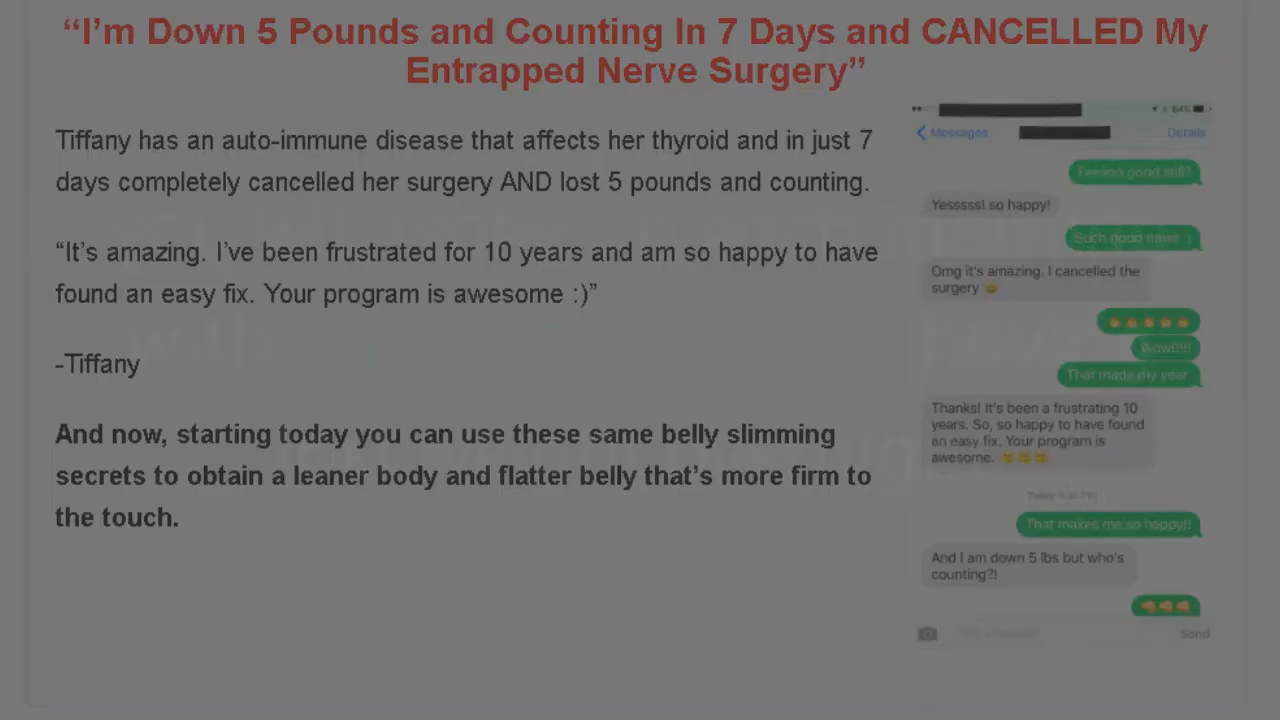 “I’m Down 5 Pounds and Counting In 7 Days and CANCELLED My
Entrapped Nerve Surgery”
Tiffany has an auto-immune disease that affects her thyroid and in just 7
days completely cancelled her surgery AND lost 5 pounds and counting.
“It’s amazing. I’ve been frustrated for 10 years and am so happy to have
found an easy fix. Your program is awesome :)”
-Tiffany
And now, starting today you can use these same belly slimming
secrets to obtain a leaner body and flatter belly that’s more firm to
the touch.
64%
Messages
Details
Feeling good still?
Yesssss! so happy!
Such good news :)
Omg it's amazing. I cancelled the
surgery
Wow!!!!!
That made my year
Thanks! It's been a frustrating 10
years. So, so happy to have found
an easy fix. Your program is
awesome.
That makes me so happy!!
And I am down 5 lbs but who's
counting?!
Send
with